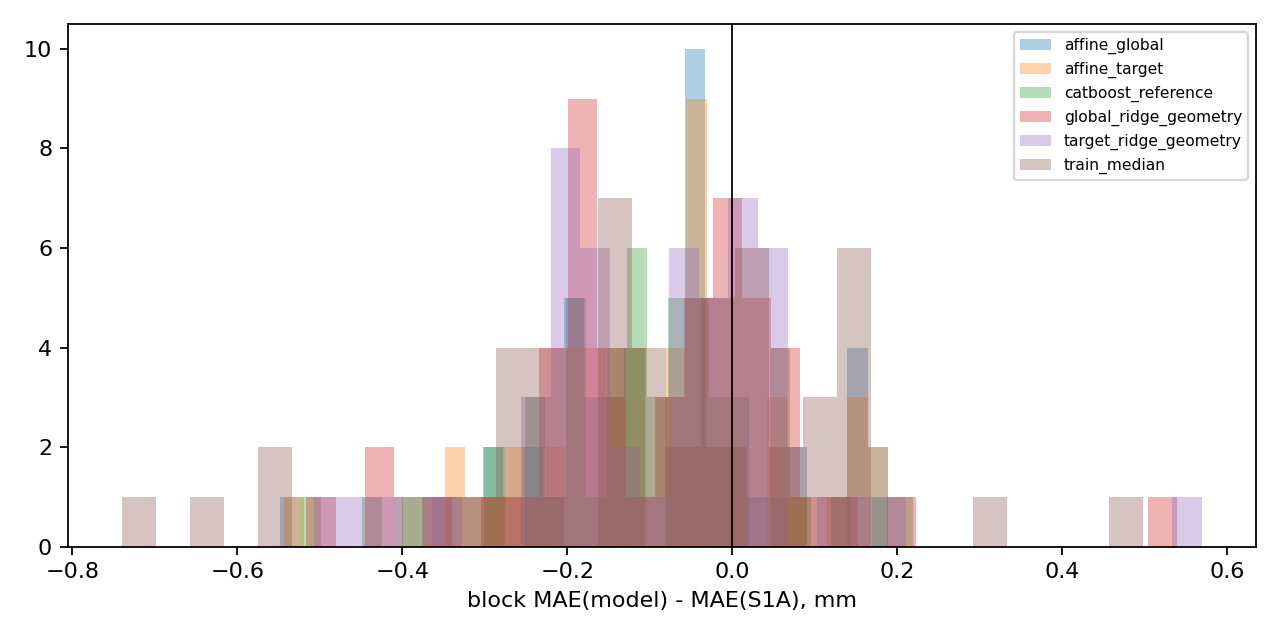 10
8
6
4
2
0
−0.8 −0.6 −0.4 −0.2 0.0 0.2 0.4 0.6
block MAE(model) - MAE(S1A), mm
affine_global
affine_target
catboost_reference
global_ridge_geometry
target_ridge_geometry
train_median